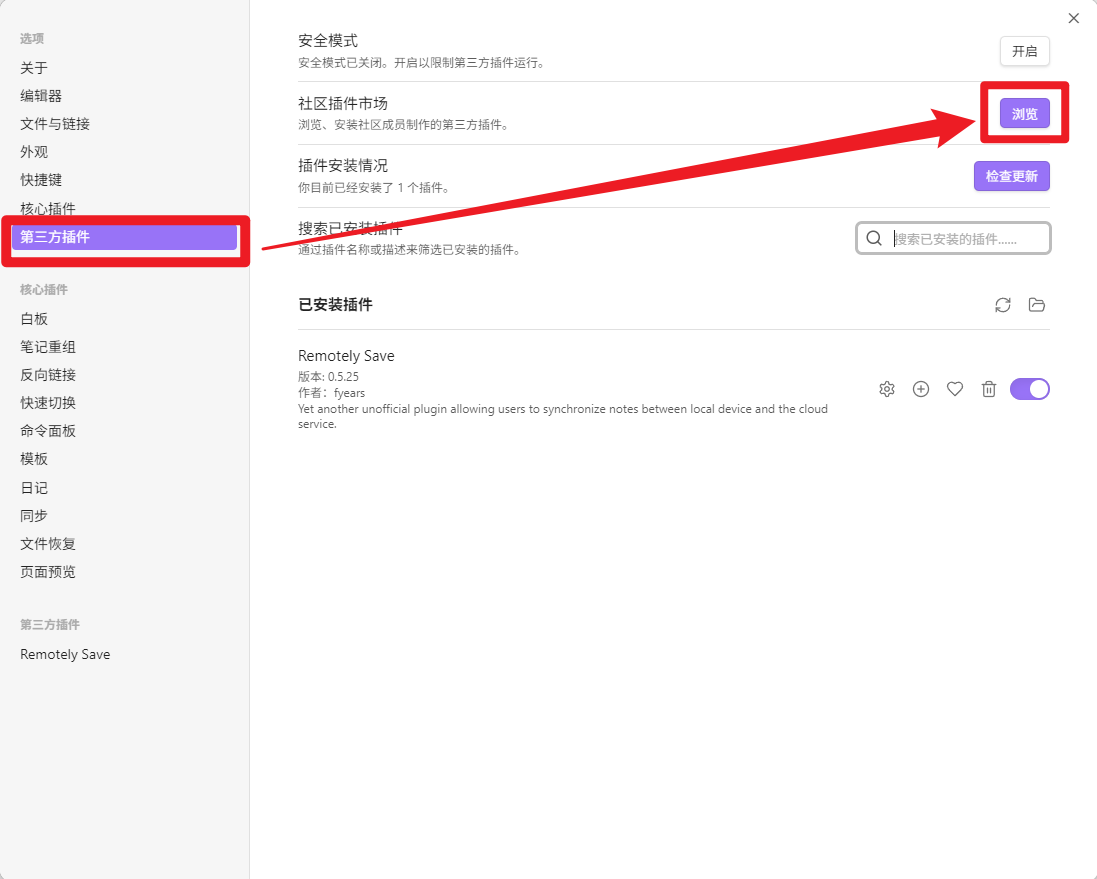 选项
关于
编辑器
文件与链接
外观
快捷键
核心插件
第三方插件
核心插件
白板
笔记重组
反向链接
快速切换
命令面板
模板
日记
同步
文件恢复
页面预览
第三方插件
Remotely Save
安全模式
安全模式已关闭。开启以限制第三方插件运行。
开启
社区插件市场
浏览、安装社区成员制作的第三方插件。
浏览
插件安装情况
你目前已经安装了 1 个插件。
检查更新
搜索已安装插件
通过插件名称或描述来筛选已安装的插件。
搜索已安装的插件......
已安装插件
Remotely Save
版本: 0.5.25
作者：fyears
Yet another unofficial plugin allowing users to synchronize notes between local device and the cloud
service.